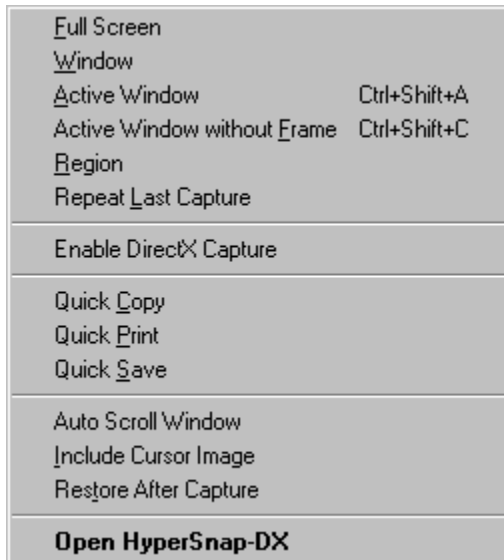 Full Screen
Window
Active Window Ctrl+Shift+A
Active Window without Frame Ctrl+Shift+C
Region
Repeat Last Capture
Enable DirectX Capture
Quick Copy
Quick Print
Quick Save
Auto Scroll Window
Include Cursor Image
Restore After Capture
Open HyperSnap-DX